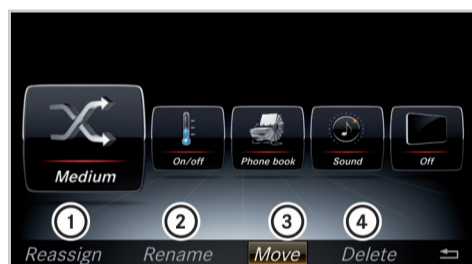 Medium
On/off
Phone book
Sound
Off
1
2
3
4
Reassign
Rename
Move
Delete